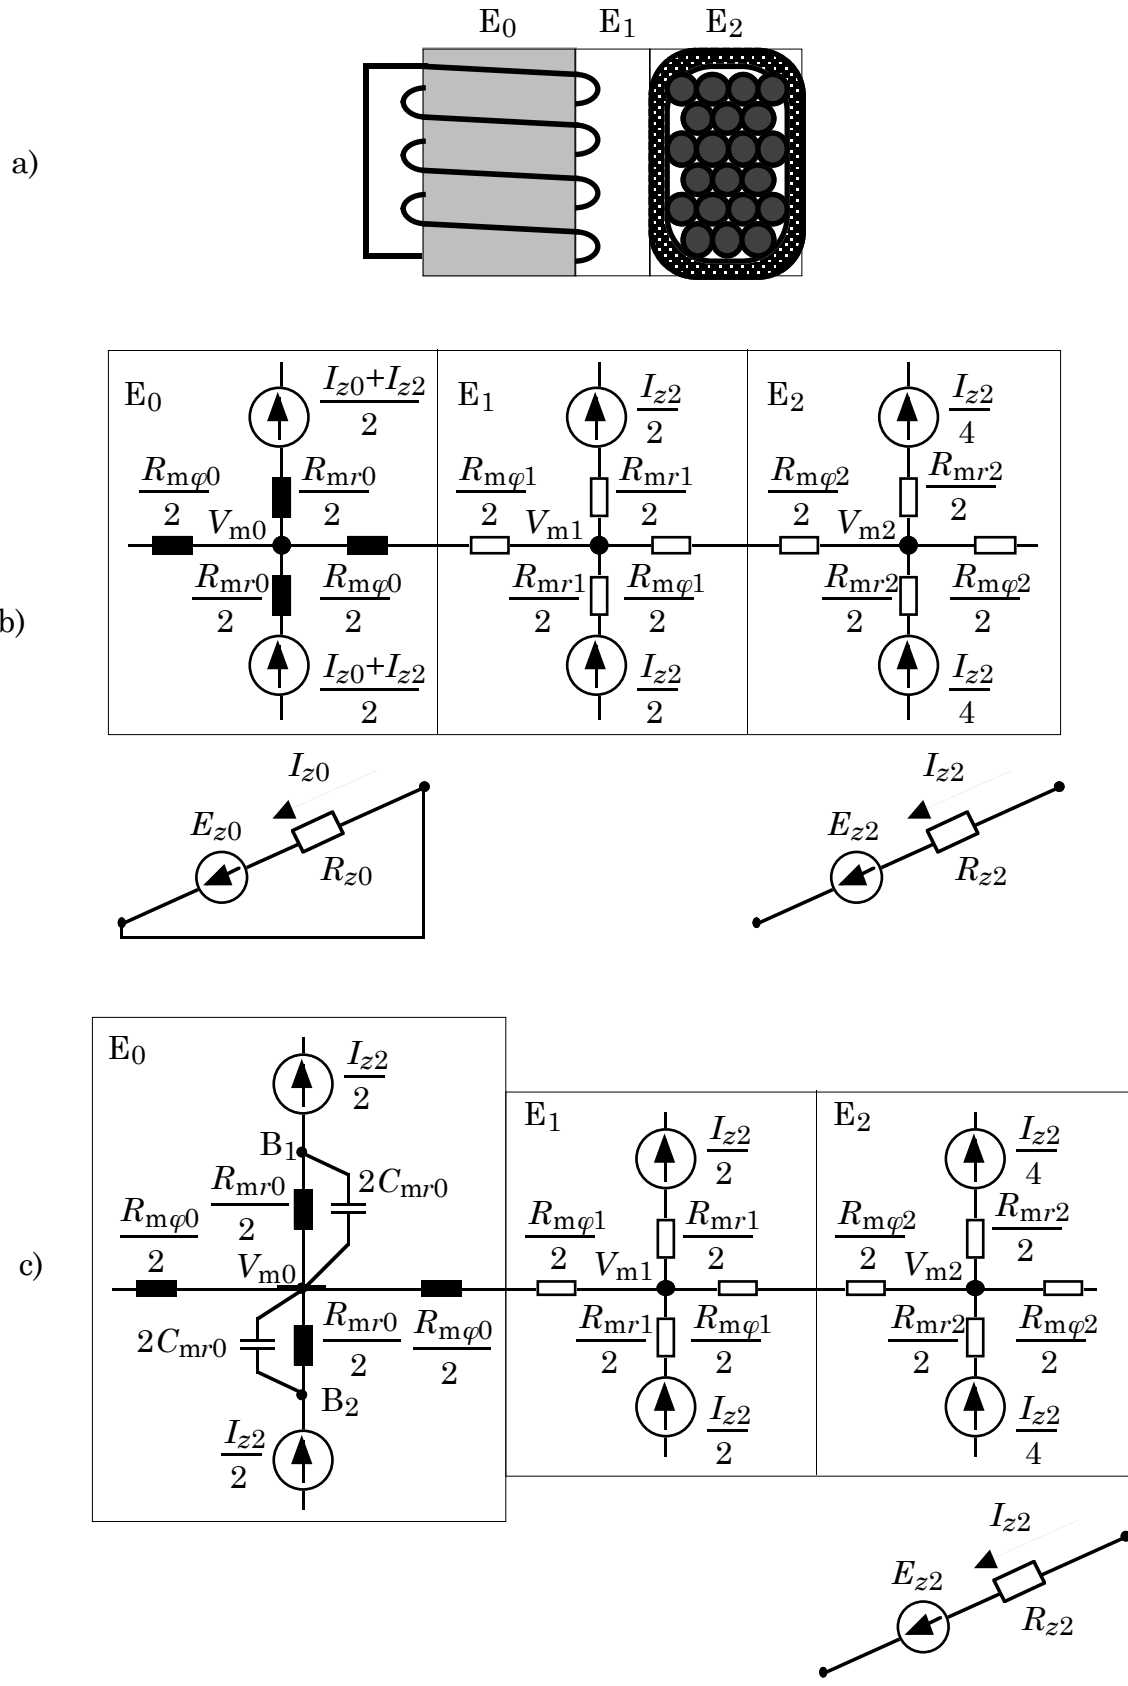 E0 E1 E2
a)
E0 Iz0+Iz2/2 E1 Iz2/2 E2 Iz2/4
Rmφ0/2 Rmr0/2 Rmφ1/2 Rmr1/2 Rmφ2/2 Rmr2/2
Vm0 Vm1 Vm2
Rmr0/2 Rmφ0/2 Rmr1/2 Rmφ1/2 Rmr2/2 Rmφ2/2
b)
Iz0+Iz2/2 Iz2/2 Iz2/4
Iz0 Iz2
Ez0 Ez2
Rz0 Rz2
E0 Iz2/2
E1 Iz2/2 E2 Iz2/4
B1
Rmr0/2 2Cmr0
Rmφ0/2 Rmφ1/2 Rmr1/2 Rmφ2/2 Rmr2/2
c)
Vm0 Vm1 Vm2
2Cmr0 Rmr0/2 Rmφ0/2 Rmr1/2 Rmφ1/2 Rmr2/2 Rmφ2/2
B2
Iz2/2 Iz2/2 Iz2/4
Iz2
Ez2
Rz2